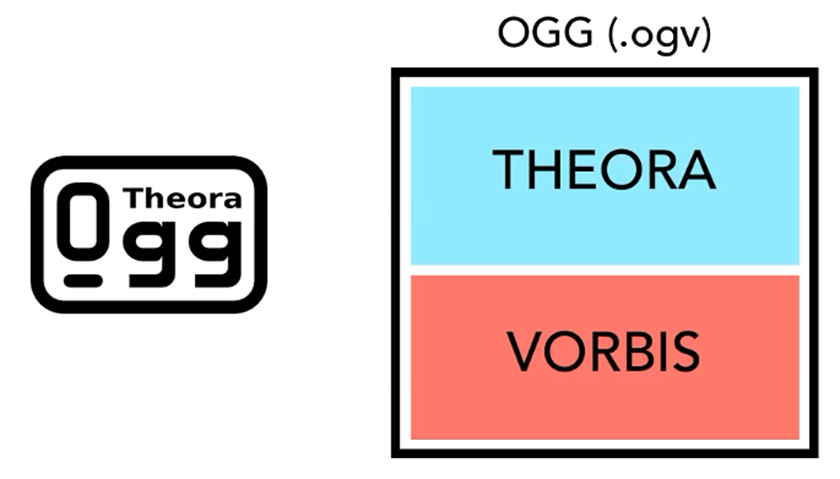 OGG (.ogv)
Theora
Ogg
THEORA
VORBIS